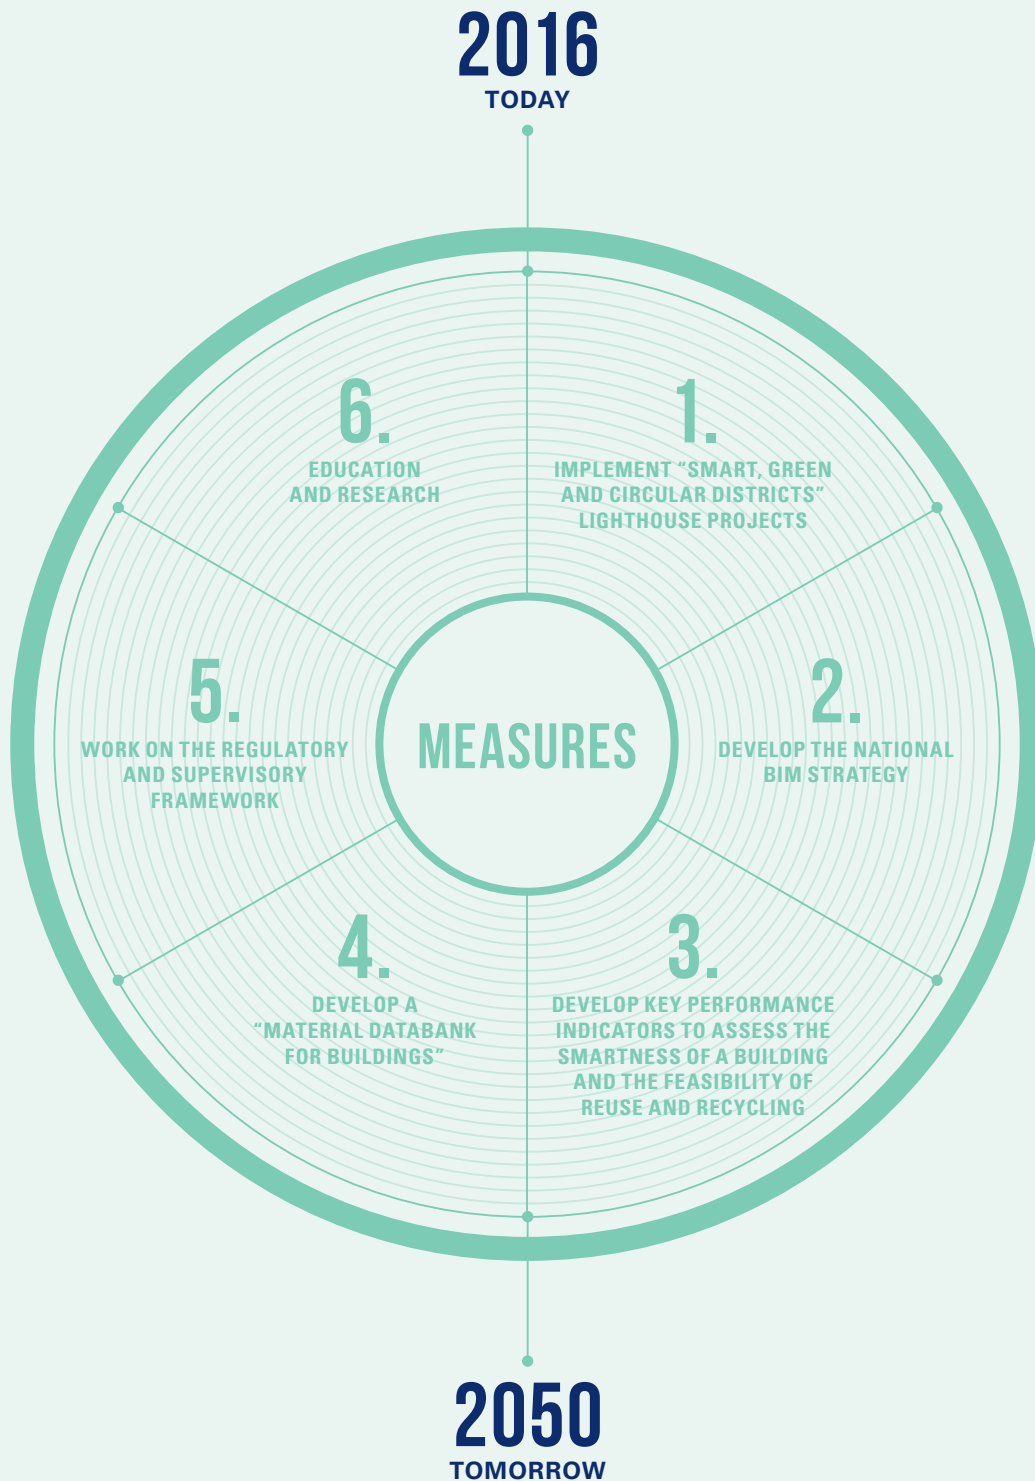 2016
TODAY
1.
IMPLEMENT “SMART, GREEN
AND CIRCULAR DISTRICTS”
LIGHTHOUSE PROJECTS
2.
DEVELOP THE NATIONAL
BIM STRATEGY
3.
DEVELOP KEY PERFORMANCE
INDICATORS TO ASSESS THE
SMARTNESS OF A BUILDING
AND THE FEASIBILITY OF
REUSE AND RECYCLING
4.
DEVELOP A
“MATERIAL DATABANK
FOR BUILDINGS”
5.
WORK ON THE REGULATORY
AND SUPERVISORY
FRAMEWORK
6.
EDUCATION
AND RESEARCH
MEASURES
2050
TOMORROW